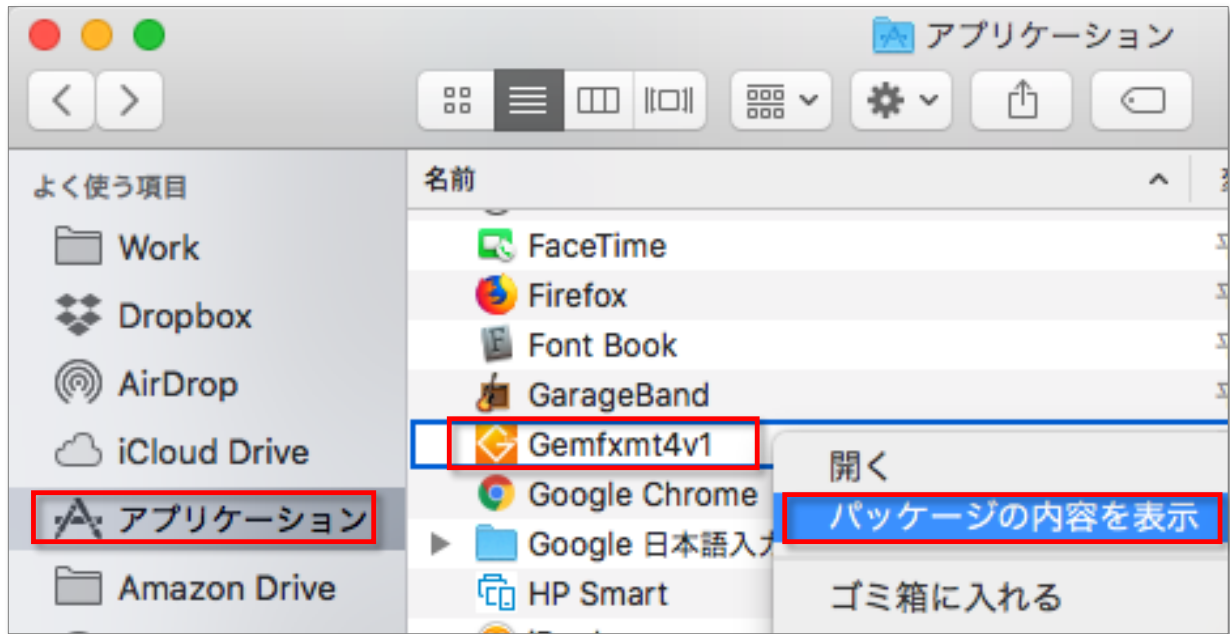 アプリケーション
名前
よく使う項目
Work
Dropbox
AirDrop
iCloud Drive
アプリケーション
Amazon Drive
FaceTime
Firefox
Font Book
GarageBand
Gemfxmt4v1
Google Chrome
Google 日本語入力
HP Smart
開く
パッケージの内容を表示
ゴミ箱に入れる